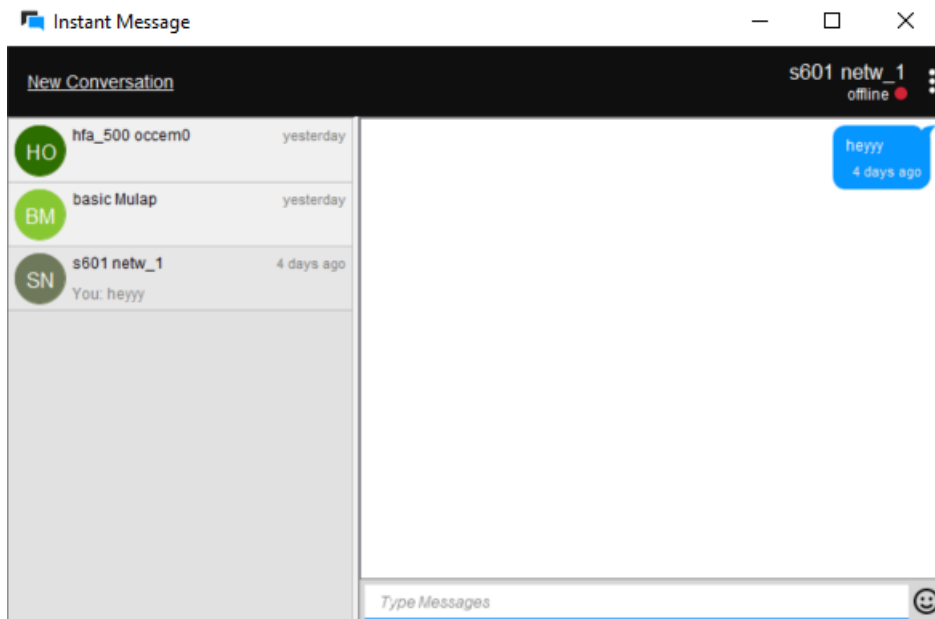 Instant Message
New Conversation
s601 netw_1
offline
HO
hfa_500 occem0
yesterday
BM
basic Mulap
yesterday
SN
s601 netw_1
4 days ago
You: heyyy
heyyy
4 days ago
Type Messages